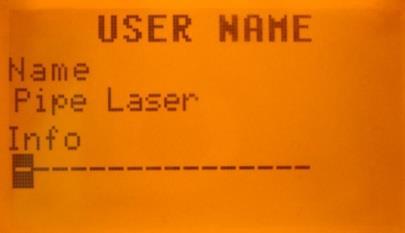 USER NAME
Name
Pipe Laser
Info
----------------